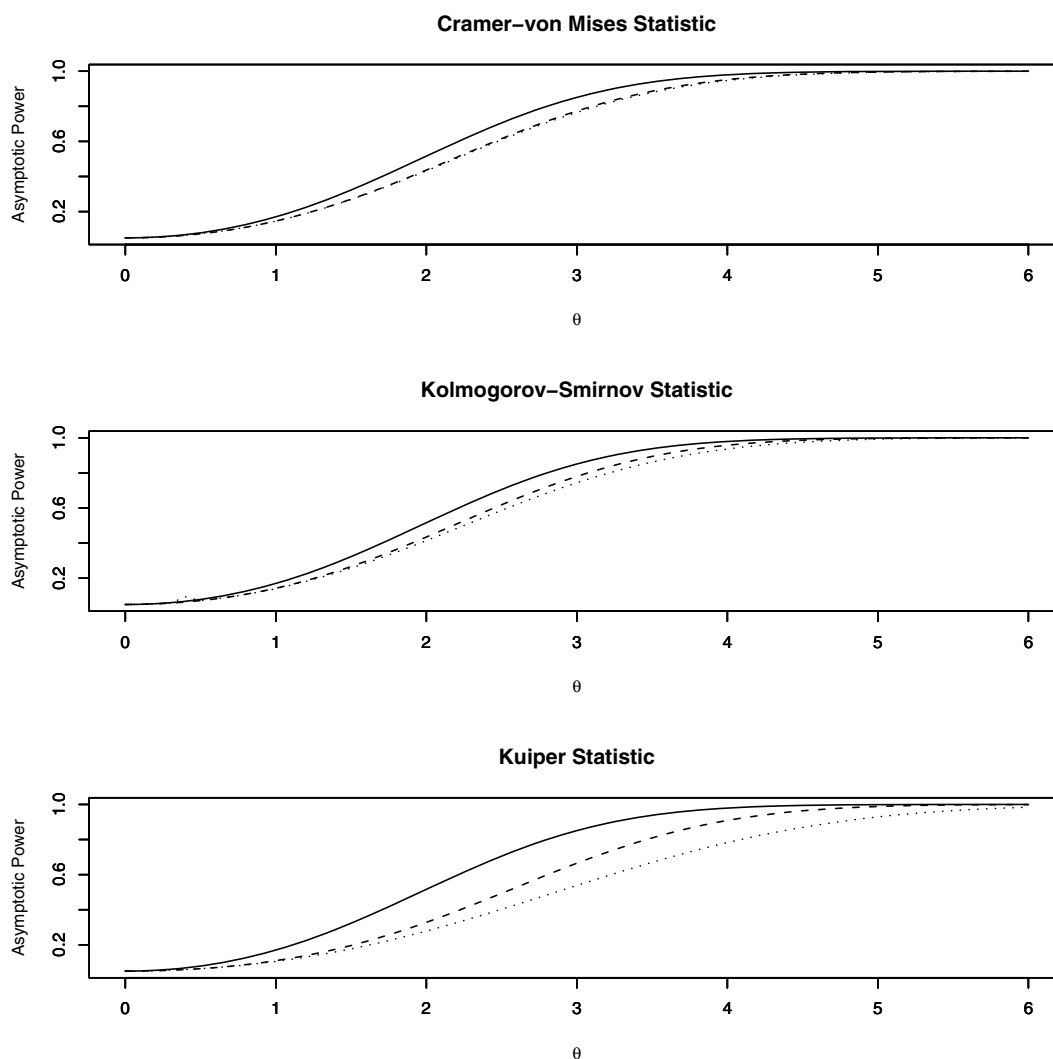 Cramer−von Mises Statistic
Asymptotic Power
0.2 0.6 1.0
0 1 2 3 4 5 6
θ
Kolmogorov−Smirnov Statistic
Asymptotic Power
0.2 0.6 1.0
0 1 2 3 4 5 6
θ
Kuiper Statistic
Asymptotic Power
0.2 0.6 1.0
0 1 2 3 4 5 6
θ